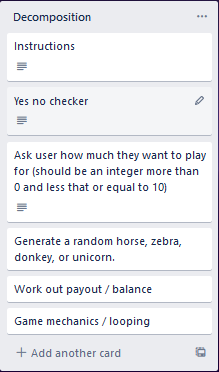 Decomposition
Instructions
Yes no checker
Ask user how much they want to play
for (should be an integer more than
0 and less that or equal to 10)
Generate a random horse, zebra,
donkey, or unicorn.
Work out payout / balance
Game mechanics / looping
+ Add another card